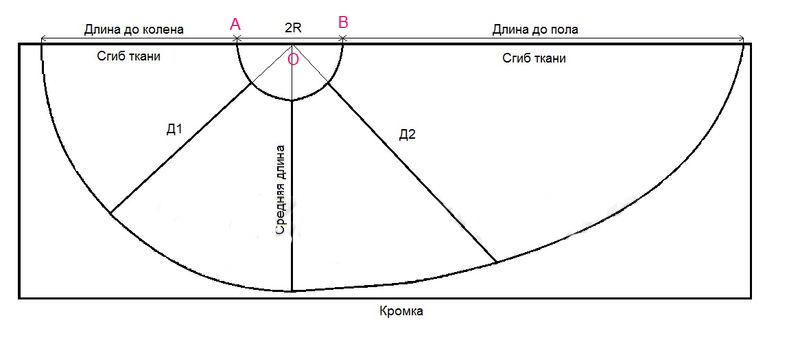 Длина до колена
А
2R
В
Длина до пола
Сгиб ткани
О
Сгиб ткани
Д1
Д2
Средняя длина
Кромка